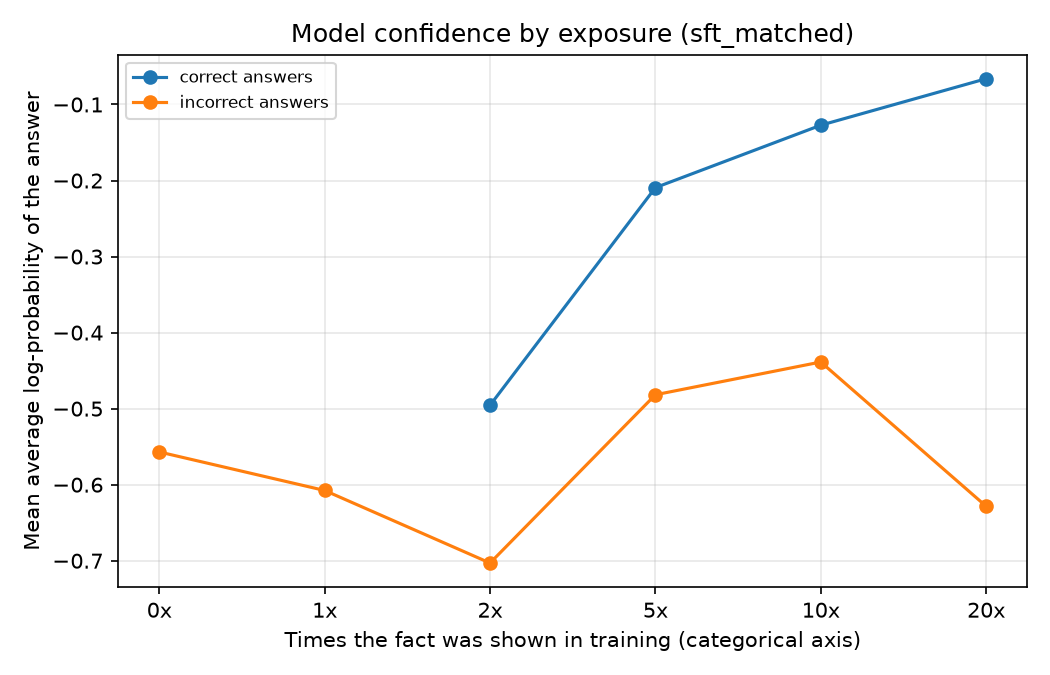 Model confidence by exposure (sft_matched)
correct answers
incorrect answers
Mean average log-probability of the answer
−0.1
−0.2
−0.3
−0.4
−0.5
−0.6
−0.7
0x 1x 2x 5x 10x 20x
Times the fact was shown in training (categorical axis)